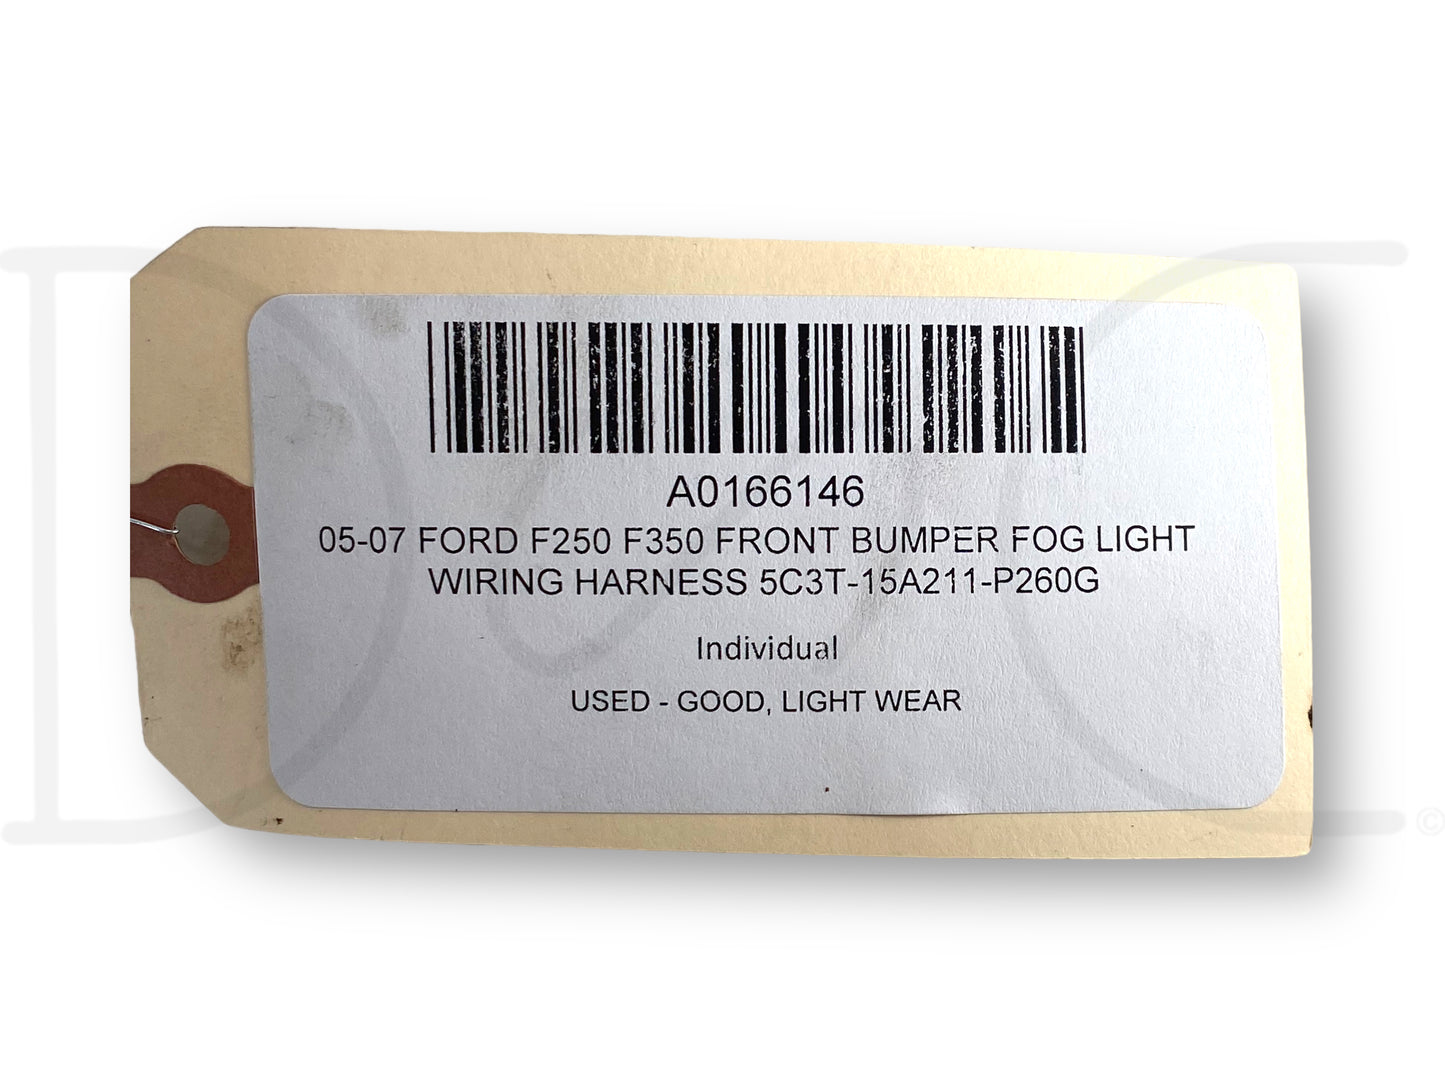 A0166146
05-07 FORD F250 F350 FRONT BUMPER FOG LIGHT
WIRING HARNESS 5C3T-15A211-P260G
Individual
USED - GOOD, LIGHT WEAR
©